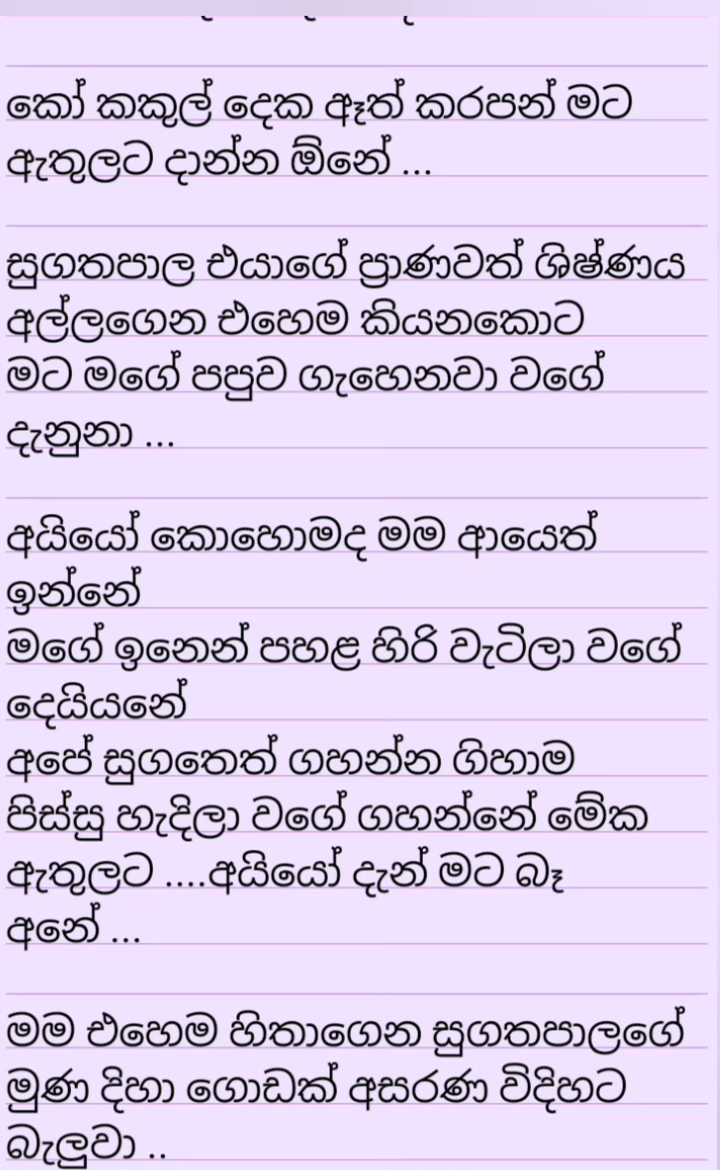 කෝ කකුල් දෙක ඈත් කරපන් මට
ඇතුලට දාන්න ඕනේ ...
සුගතපාල එයාගේ ප්‍රාණවත් ශිෂ්ණය
අල්ලගෙන එහෙම කියනකොට
මට මගේ පපුව ගැහෙනවා වගේ
දැනුනා ...
අයියෝ කොහොමද මම ආයෙත්
ඉන්නේ
මගේ ඉනෙන් පහළ හිරි වැටිලා වගේ
දෙයියනේ
අපේ සුගතෙත් ගහන්න ගිහාම
පිස්සු හැදිලා වගේ ගහන්නේ මේක
ඇතුලට ....අයියෝ දැන් මට බෑ
අනේ ...
මම එහෙම හිතාගෙන සුගතපාලගේ
මුණ දිහා ගොඩක් අසරණ විදිහට
බැලුවා ..